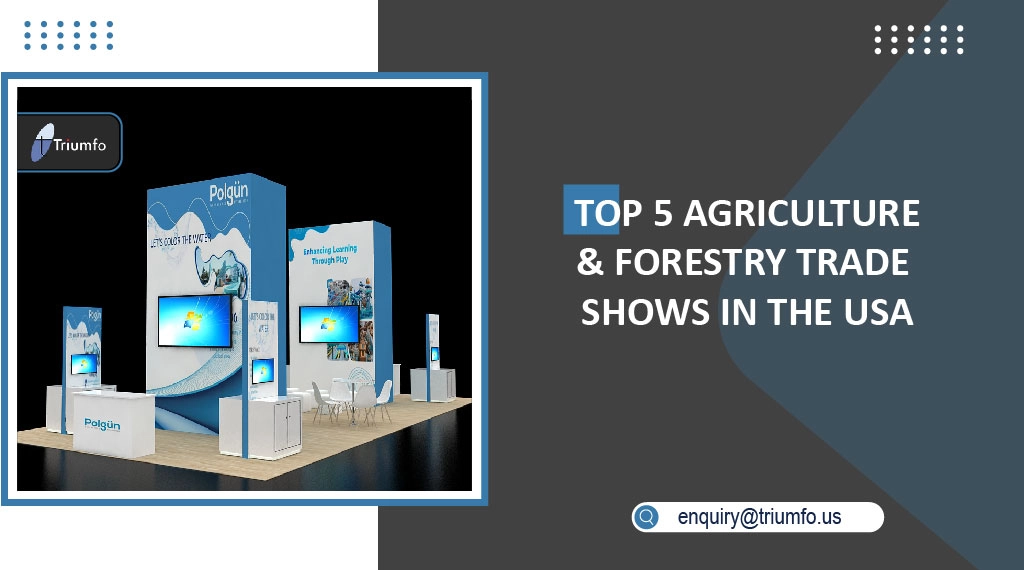 Triumfo
Polgün
LET'S COLOR THE WATER
Enhancing Learning
Through Play
Polgün
TOP 5 AGRICULTURE
& FORESTRY TRADE
SHOWS IN THE USA
enquiry@triumfo.us